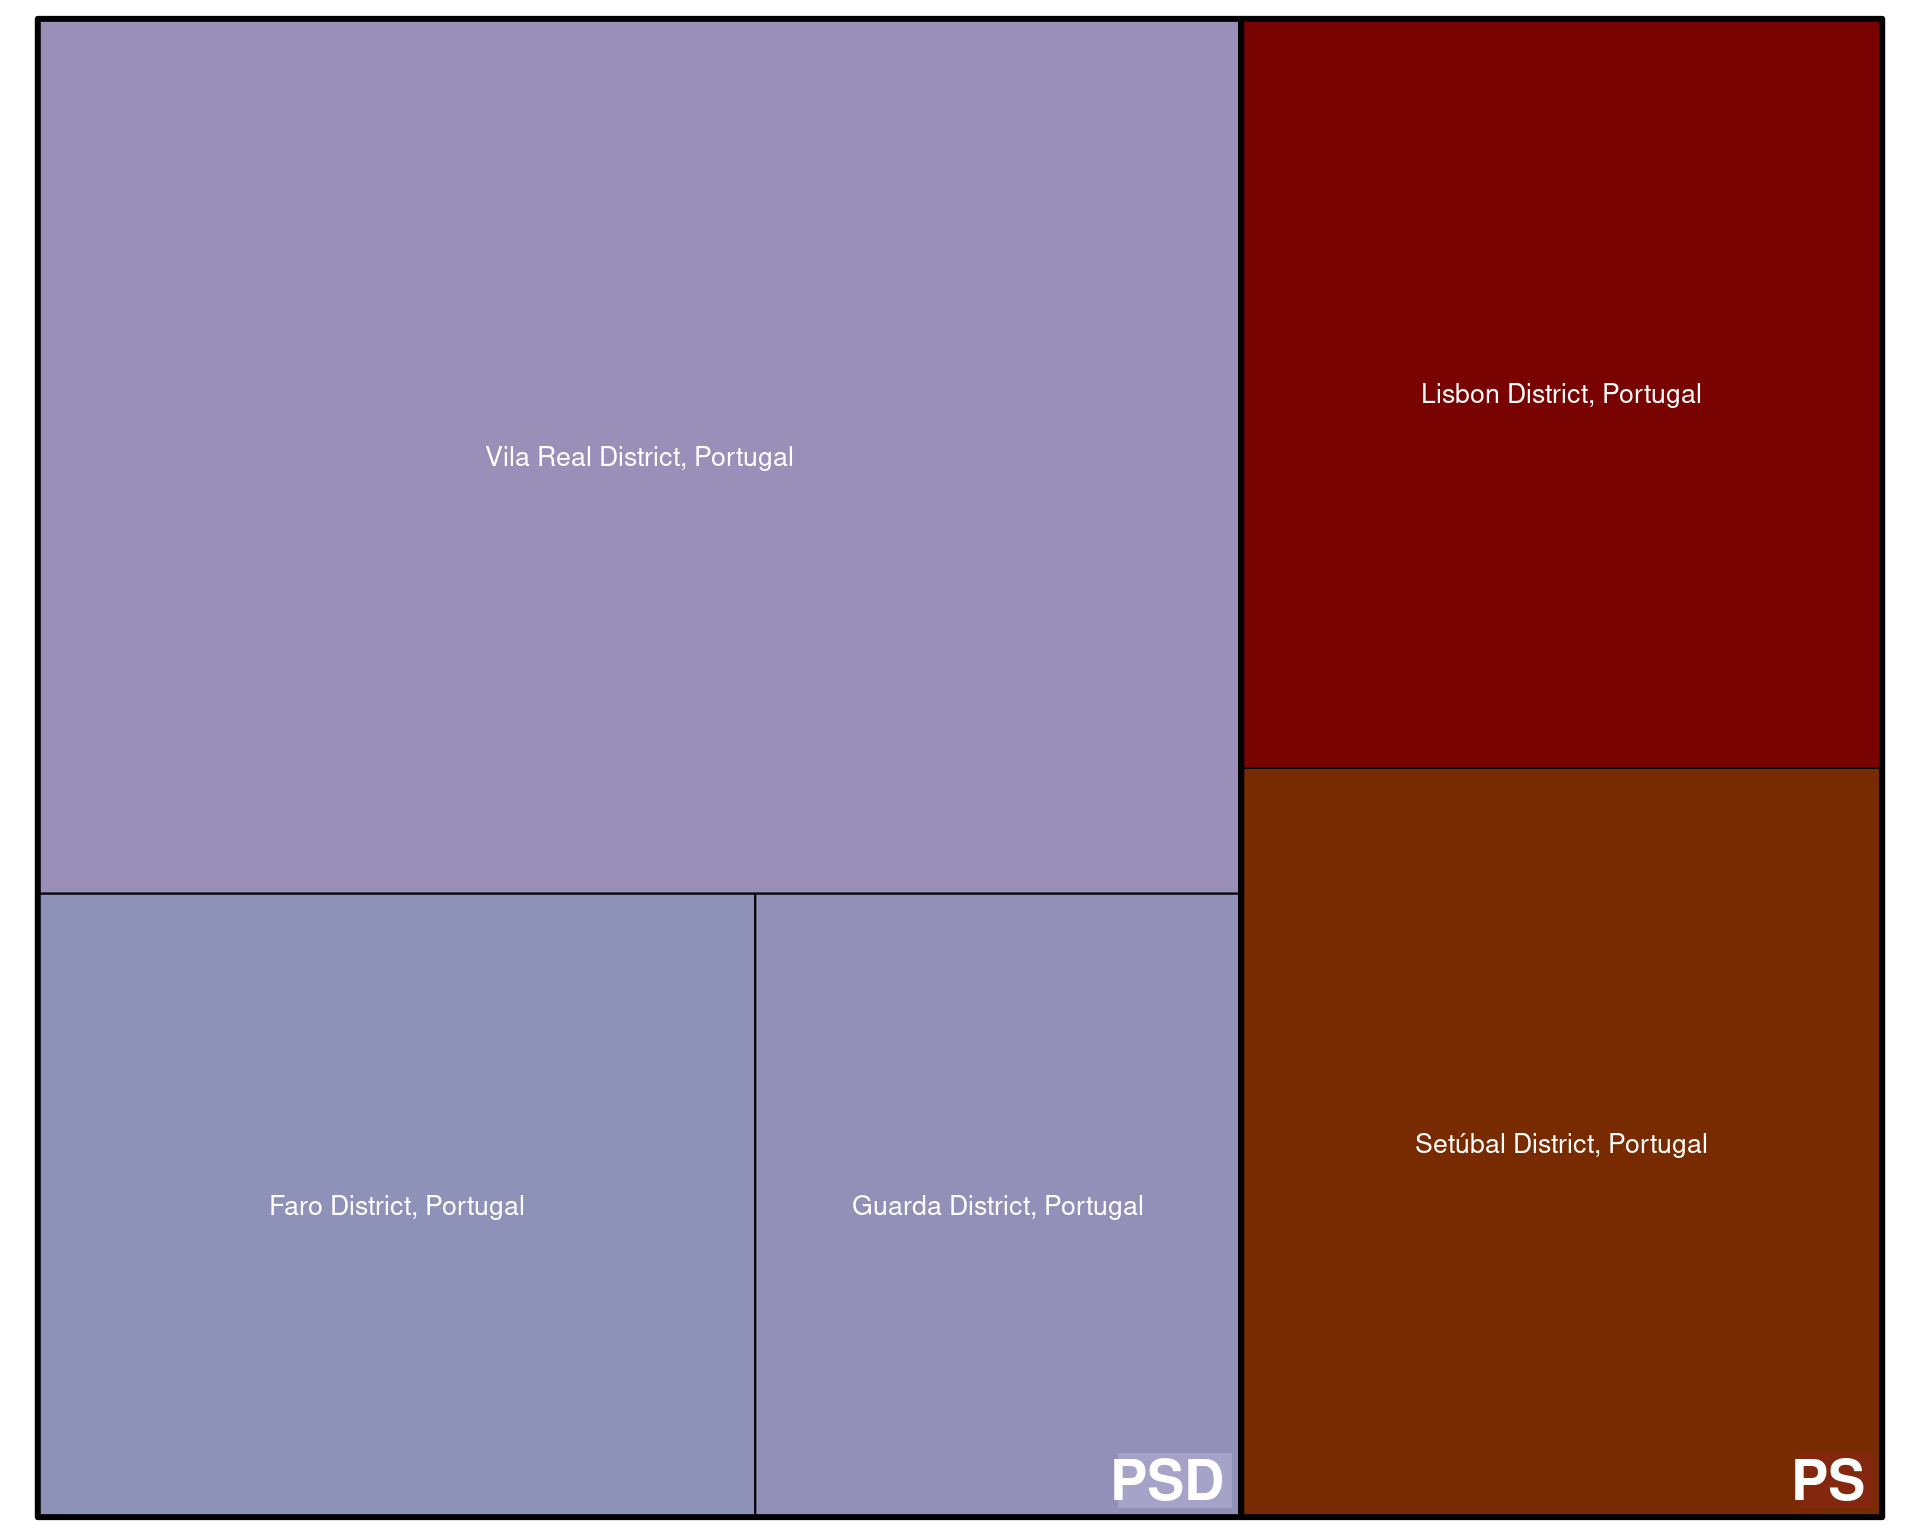 Vila Real District, Portugal
Lisbon District, Portugal
Faro District, Portugal
Guarda District, Portugal
Setúbal District, Portugal
PSD
PS